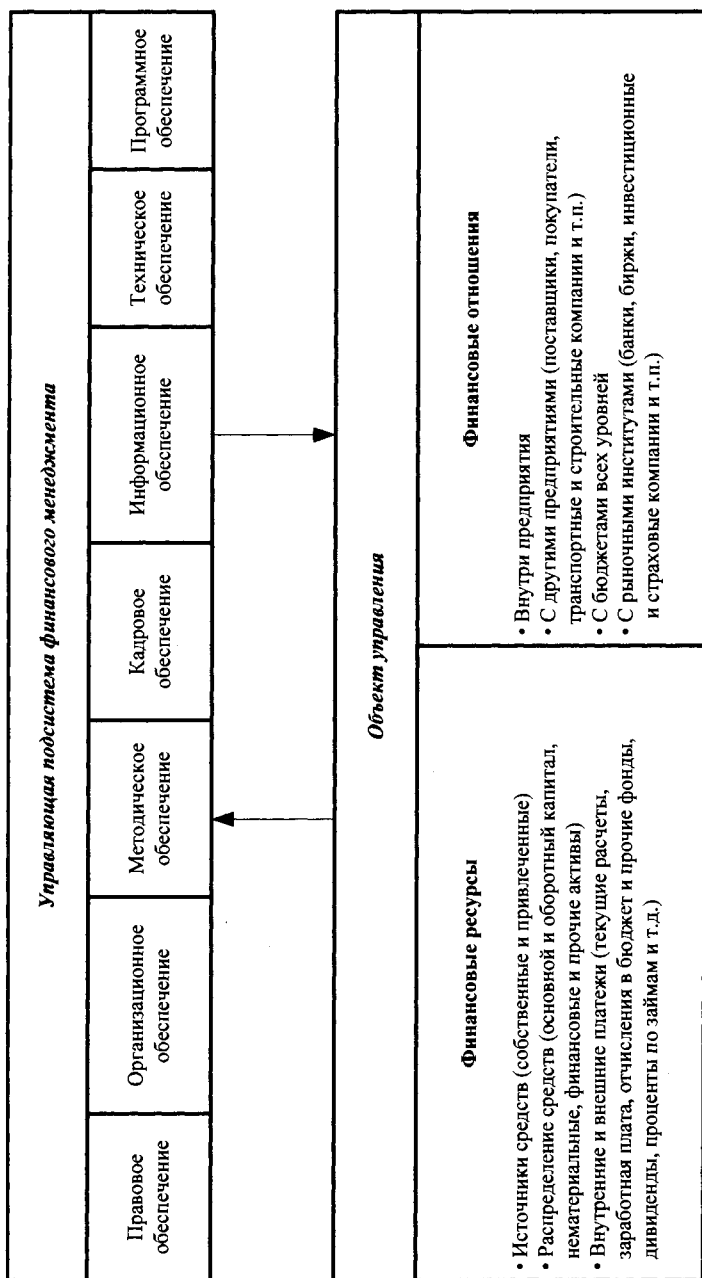 Управляющая подсистема финансового менеджмента
Правовое
обеспечение
Организационное
обеспечение
Методическое
обеспечение
Кадровое
обеспечение
Информационное
обеспечение
Техническое
обеспечение
Программное
обеспечение
Объект управления
Финансовые ресурсы
• Источники средств (собственные и привлеченные)
• Распределение средств (основной и оборотный капитал,
нематериальные, финансовые и прочие активы)
• Внутренние и внешние платежи (текущие расчеты,
заработная плата, отчисления в бюджет и прочие фонды,
дивиденды, проценты по займам и т.д.)
Финансовые отношения
• Внутри предприятия
• С другими предприятиями (поставщики, покупатели,
транспортные и строительные компании и т.п.)
• С бюджетами всех уровней
• С рыночными институтами (банки, биржи, инвестиционные
и страховые компании и т.п.)